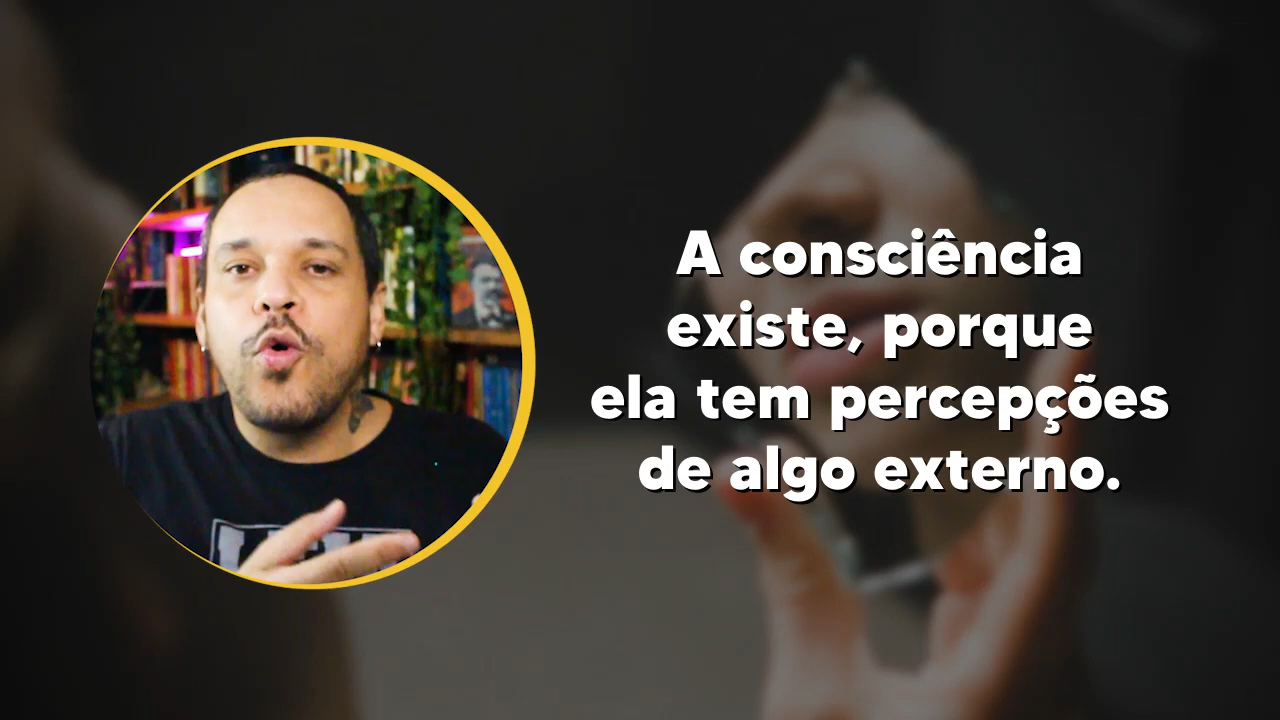 A consciência
existe, porque
ela tem percepções
de algo externo.